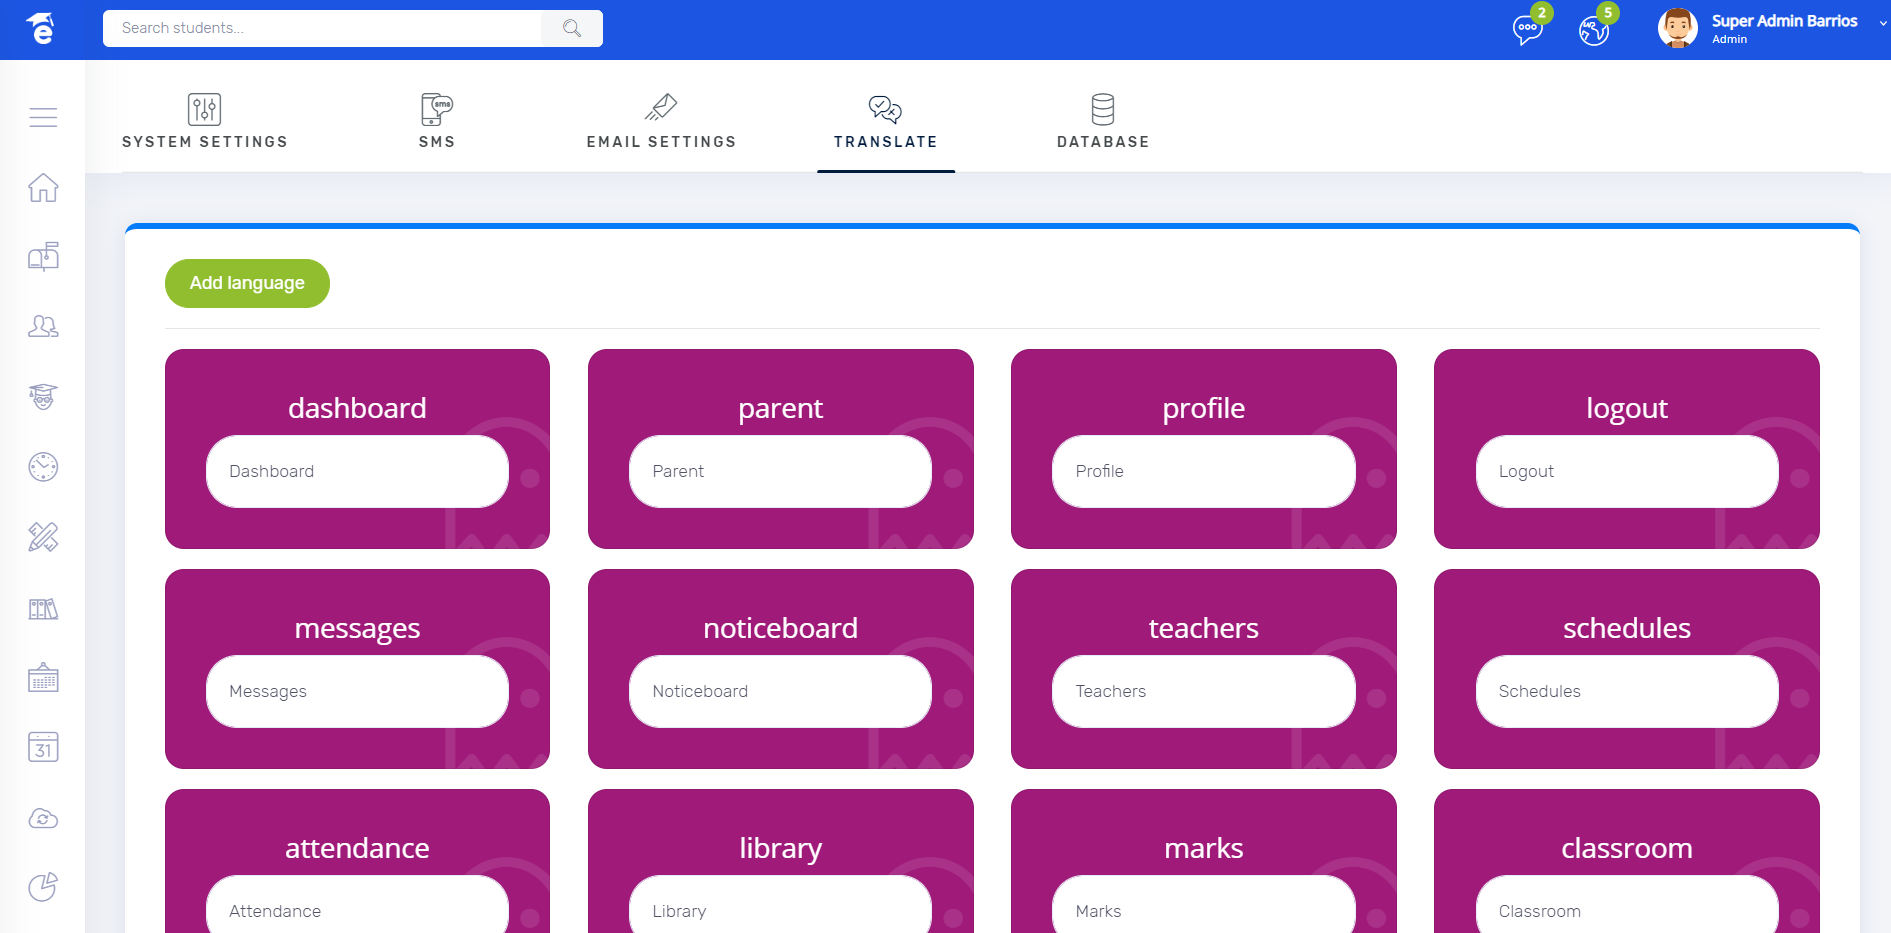 e
Search students...
2
5
Super Admin Barrios
Admin
SYSTEM SETTINGS
sms
SMS
EMAIL SETTINGS
TRANSLATE
DATABASE
Add language
dashboard
parent
profile
logout
Dashboard
Parent
Profile
Logout
messages
noticeboard
teachers
schedules
Messages
Noticeboard
Teachers
Schedules
31
attendance
library
marks
classroom
Attendance
Library
Marks
Classroom